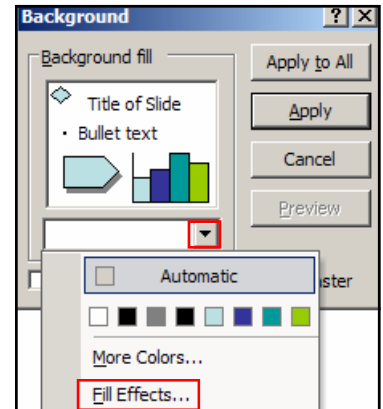 Background
Background fill
Title of Slide
• Bullet text
Apply to All
Apply
Cancel
Preview
Automatic
ster
More Colors...
Fill Effects...